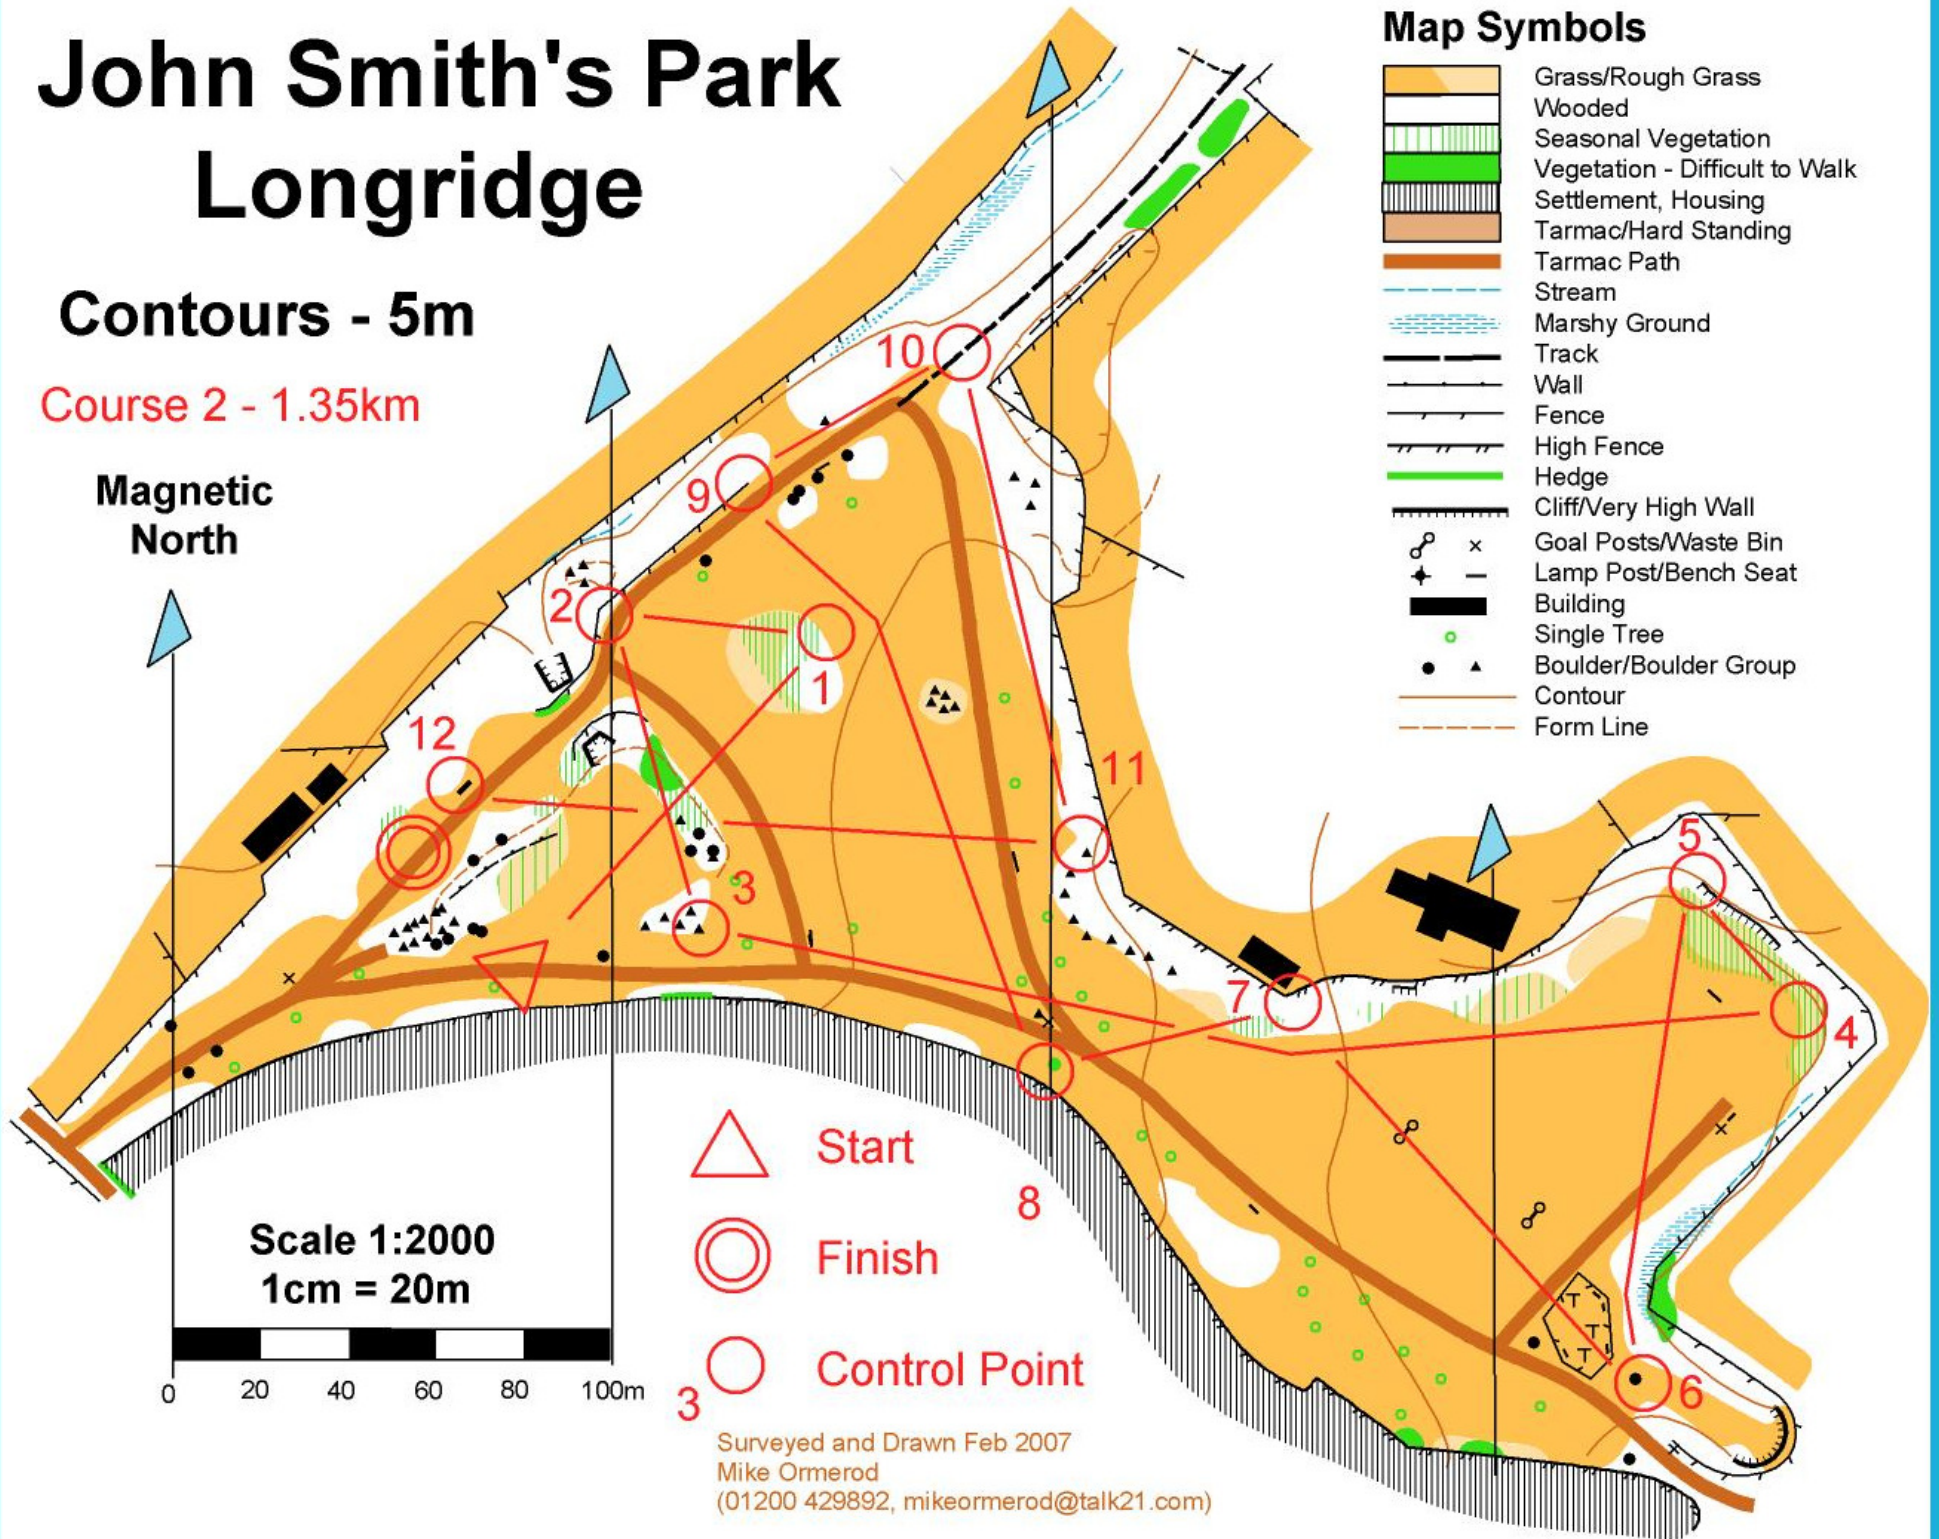 John Smith's Park
Longridge
Contours - 5m
Course 2 - 1.35km
Magnetic
North
Map Symbols
Grass/Rough Grass
Wooded
Seasonal Vegetation
Vegetation - Difficult to Walk
Settlement, Housing
Tarmac/Hard Standing
Tarmac Path
Stream
Marshy Ground
Track
Wall
Fence
High Fence
Hedge
Cliff/Very High Wall
Goal Posts/Waste Bin
Lamp Post/Bench Seat
Building
Single Tree
Boulder/Boulder Group
Contour
Form Line
10
9
2
1
12
11
3
5
7
4
8
6
Scale 1:2000
1cm = 20m
0 20 40 60 80 100m
Start
Finish
3 Control Point
Surveyed and Drawn Feb 2007
Mike Ormerod
(01200 429892, mikeormerod@talk21.com)